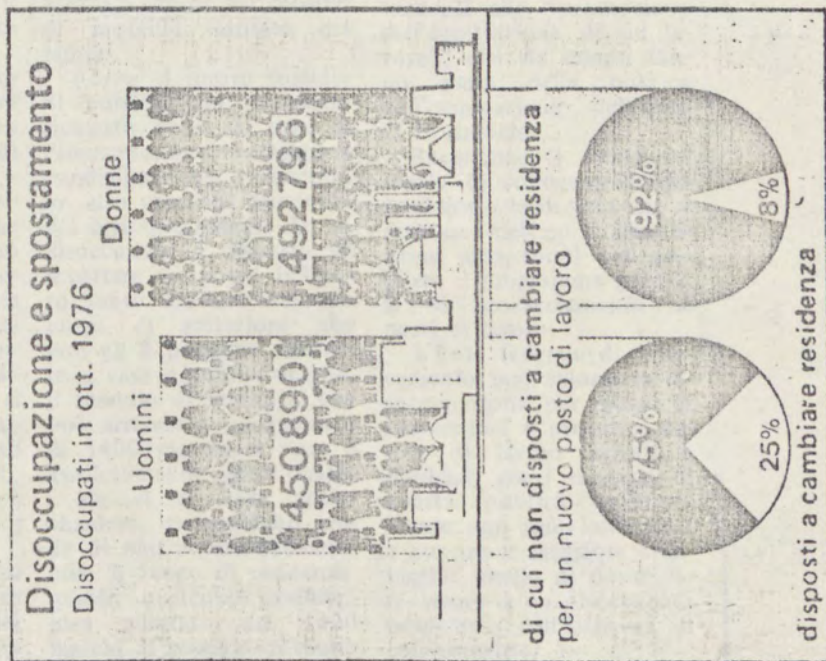 Disoccupazione e spostamento
Disoccupati in ott. 1976
Uomini
Donne
450 890
492 796
di cui non disposti a cambiare residenza
per un nuovo posto di lavoro
75%
25%
92%
8%
disposti a cambiare residenza